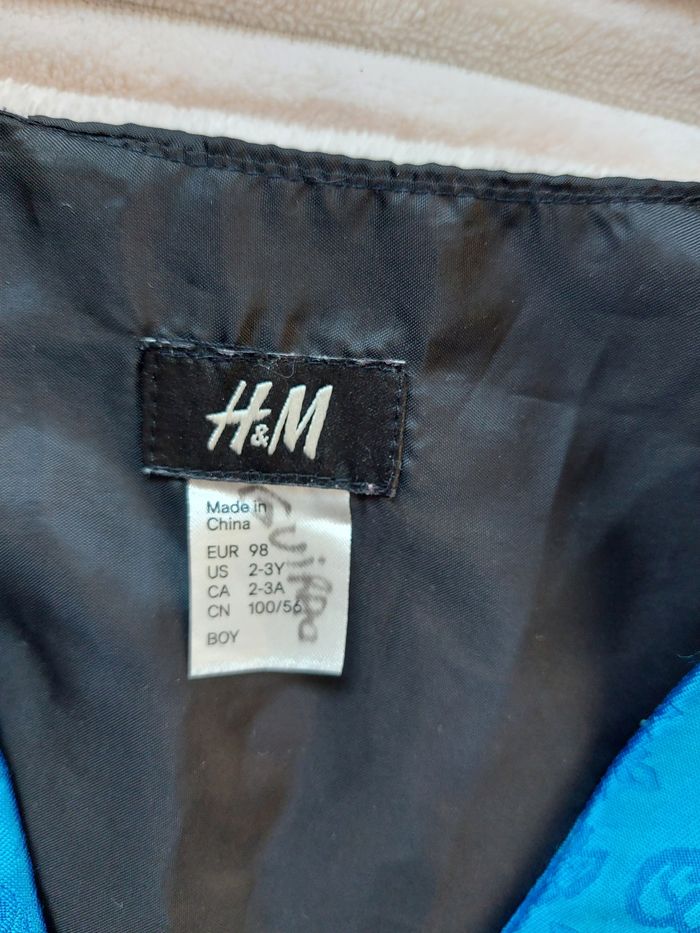 H&M
Made in
China
EUR 98
US 2-3Y
CA 2-3A
CN 100/56
BOY